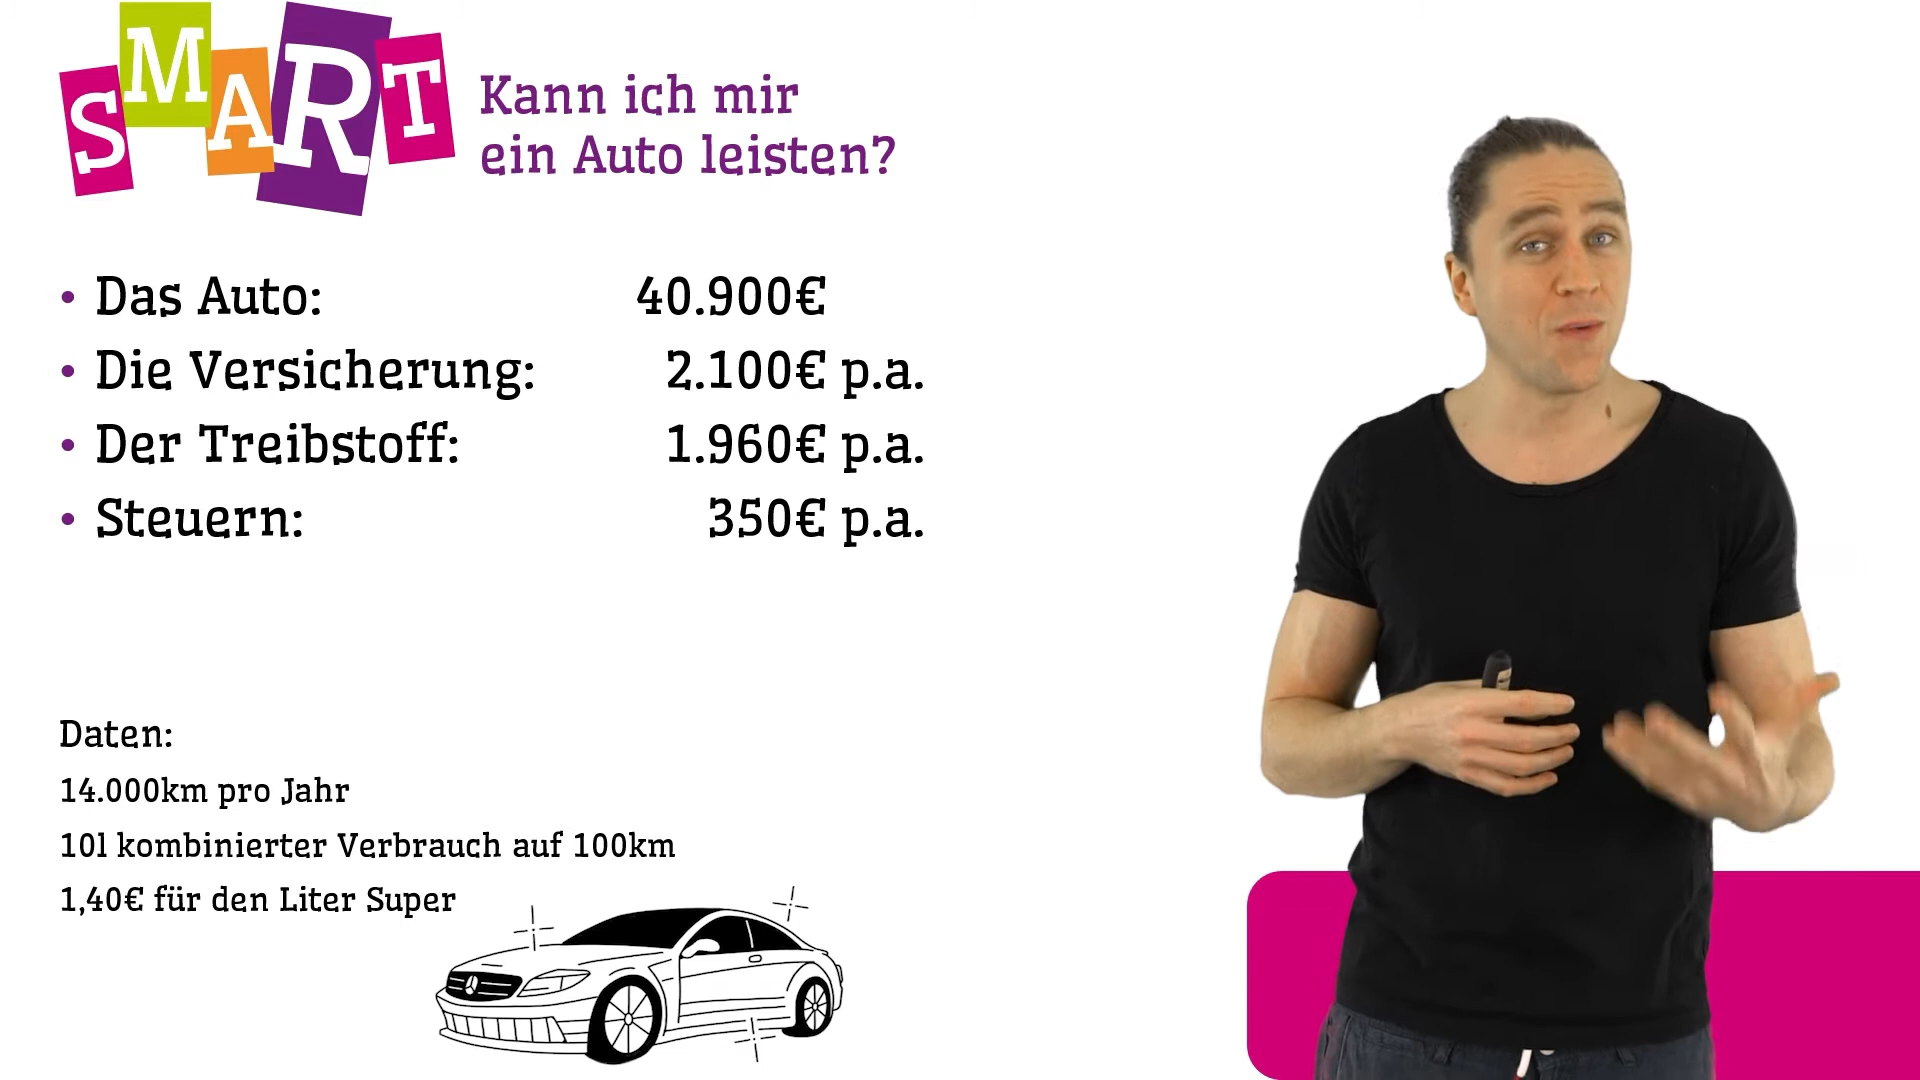 SMART
Kann ich mir
ein Auto leisten?
• Das Auto: 40.900€
• Die Versicherung: 2.100€ p.a.
• Der Treibstoff: 1.960€ p.a.
• Steuern: 350€ p.a.
Daten:
14.000km pro Jahr
10l kombinierter Verbrauch auf 100km
1,40€ für den Liter Super